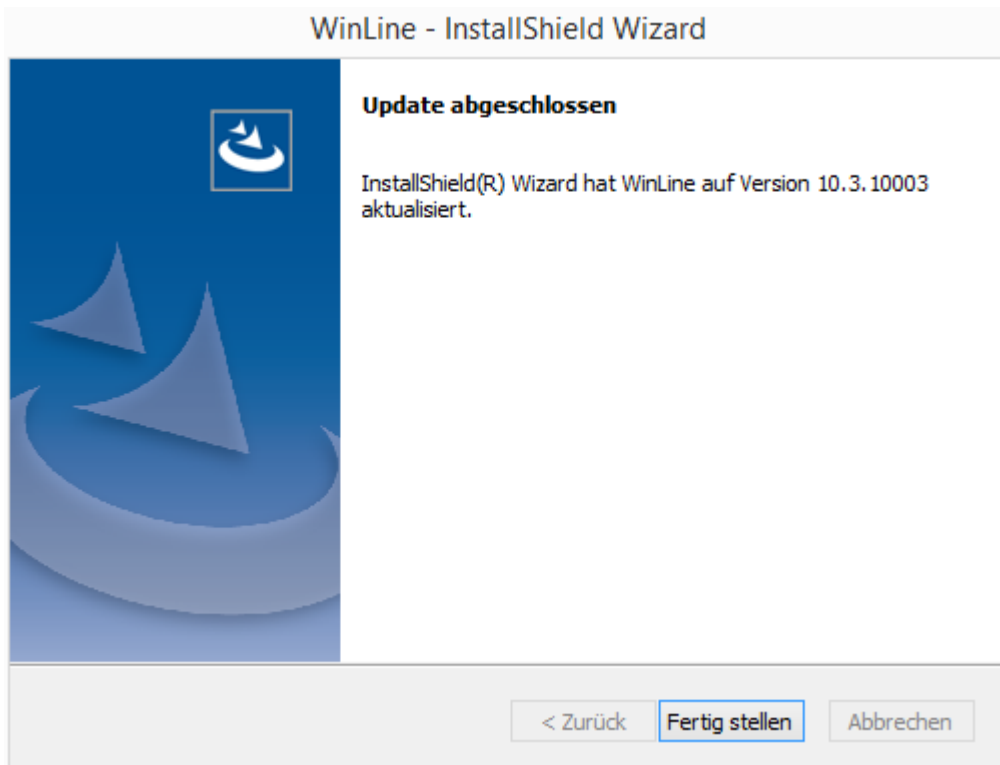 WinLine - InstallShield Wizard
Update abgeschlossen
InstallShield(R) Wizard hat WinLine auf Version 10.3.10003
aktualisiert.
< Zurück
Fertig stellen
Abbrechen